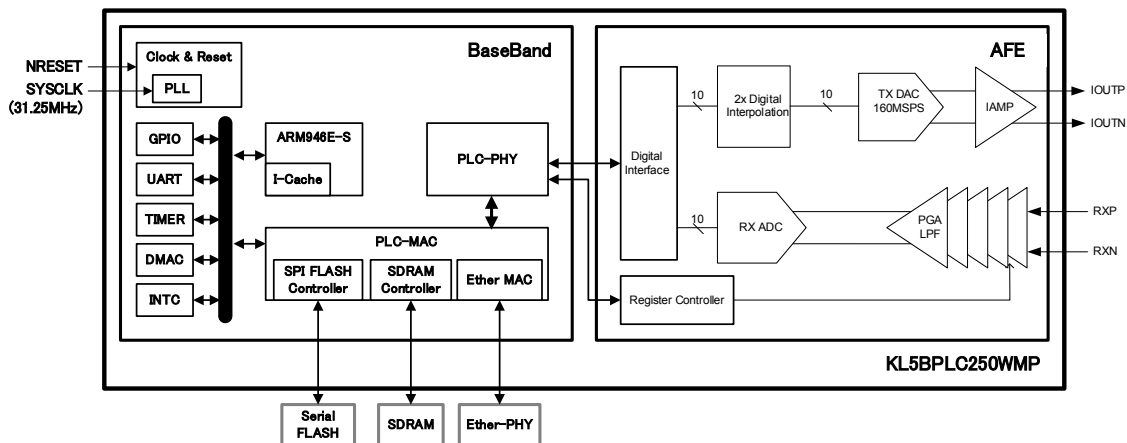 BaseBand
AFE
Clock & Reset
PLL
NRESET
SYSCLK
(31.25MHz)
GPIO
UART
TIMER
DMAC
INTC
ARM946E-S
I-Cache
PLC-PHY
PLC-MAC
SPI FLASH
Controller
SDRAM
Controller
Ether MAC
Digital
Interface
10
2x Digital
Interpolation
10
TX DAC
160MSPS
IAMP
IOUTP
IOUTN
10
RX ADC
PGA
LPF
RXP
RXN
Register Controller
KL5BPLC250WMP
Serial
FLASH
SDRAM
Ether-PHY